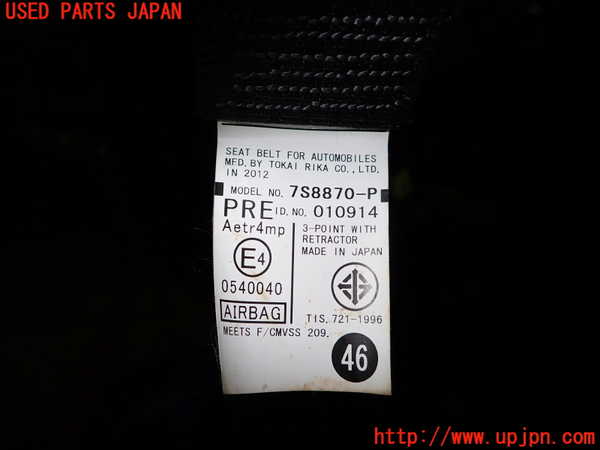 USED PARTS JAPAN
SEAT BELT FOR AUTOMOBILES
MFD. BY TOKAI RIKA CO., LTD.
IN 2012
MODEL NO. 7S8870-P
PRE I D. NO. 010914
Aetr4mp
3-POINT WITH
RETRACTOR
MADE IN JAPAN
E4
0540040
AIRBAG
TIS. 721-1996
MEETS F/CMVSS 209.
46
http://www.upjpn.com/